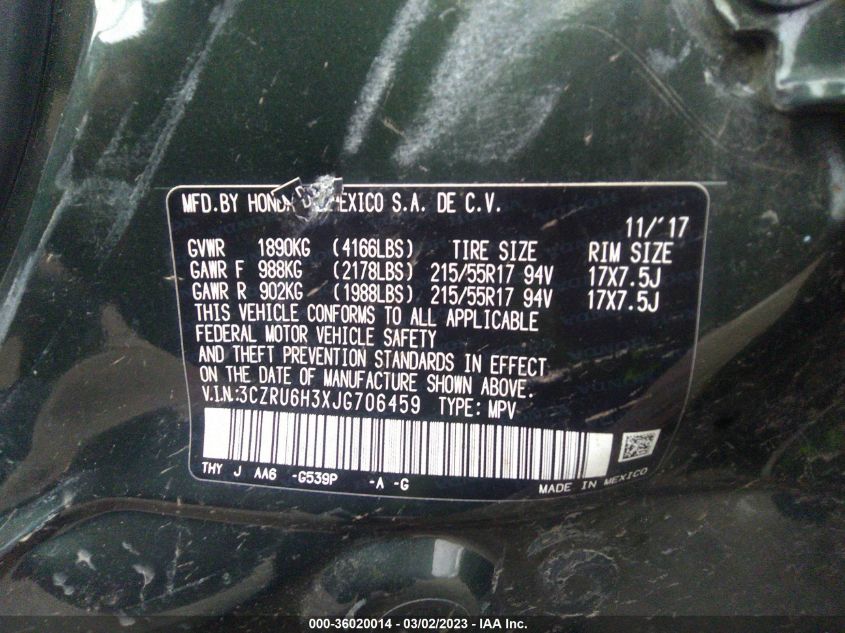 MFD.BY HONDA DE MEXICO S.A. DE C.V.
11/'17
GVWR 1890KG (4166LBS) TIRE SIZE RIM SIZE
GAWR F 988KG (2178LBS) 215/55R17 94V 17X7.5J
GAWR R 902KG (1988LBS) 215/55R17 94V 17X7.5J
THIS VEHICLE CONFORMS TO ALL APPLICABLE
FEDERAL MOTOR VEHICLE SAFETY
AND THEFT PREVENTION STANDARDS IN EFFECT
ON THE DATE OF MANUFACTURE SHOWN ABOVE.
V.I.N:3CZRU6H3XJG706459 TYPE: MPV
THY J AA6 -G539P -A -G
MADE IN MEXICO
000-36020014 — 03/02/2023 — IAA Inc.